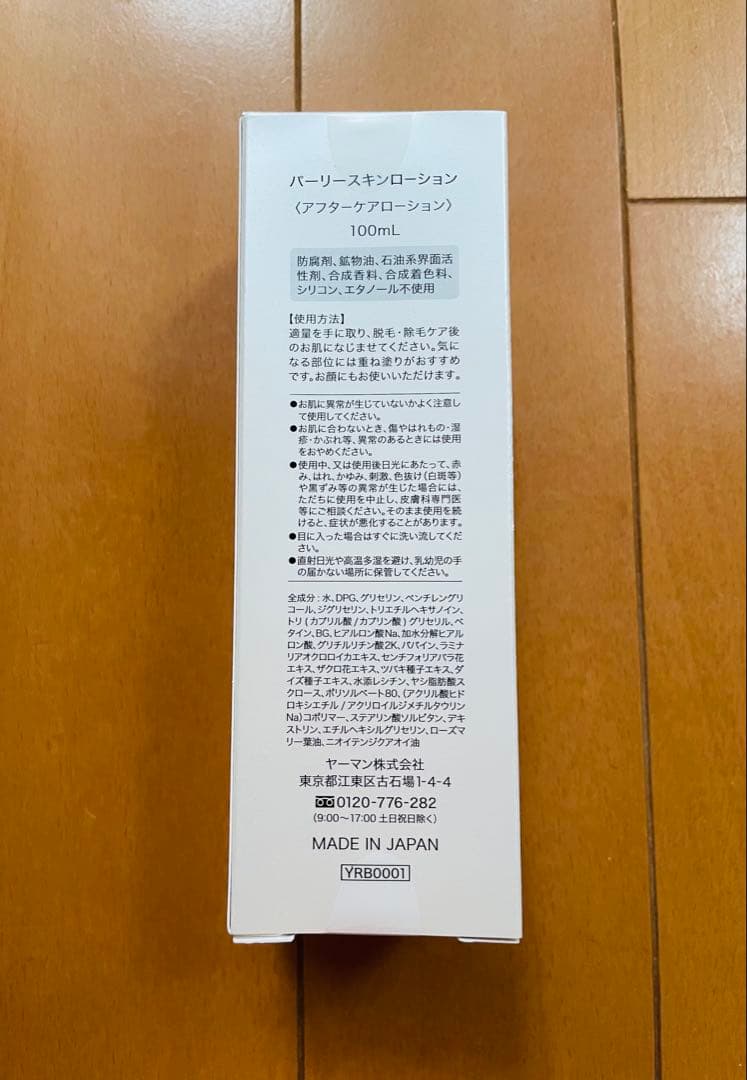 パーリースキンローション
〈アフターケアローション〉
100mL
防腐剤、鉱物油、石油系界面活
性剤、合成香料、合成着色料、
シリコン、エタノール不使用
【使用方法】
適量を手に取り、脱毛・除毛ケア後
のお肌になじませてください。気に
なる部位には重ね塗りがおすすめ
です。お顔にもお使いいただけます。
●お肌に異常が生じていないかよく注意し
て使用してください。
●お肌に合わないとき、傷やはれもの・湿
疹・かぶれ等、異常のあるときには使用
をおやめください。
●使用中、又は使用後日光にあたって、赤
み、はれ、かゆみ、刺激、色抜け(白斑等)
や黒ずみ等の異常が生じた場合には、
ただちに使用を中止し、皮膚科専門医
等にご相談ください。そのまま使用を続
けると、症状が悪化することがあります。
●目に入った場合はすぐに洗い流してくだ
さい。
●直射日光や高温多湿を避け、乳幼児の手
の届かない場所に保管してください。
全成分:水、DPG、グリセリン、ペンチレングリ
コール、ジグリセリン、トリエチルヘキサノイン、
トリ(カプリル酸/カプリン酸)グリセリル、ベ
タイン、BG、ヒアルロン酸Na、加水分解ヒアル
ロン酸、グリチルリチン酸2K、パパイン、ラミナ
リアオクロロイカエキス、センチフォリアバラ花
エキス、ザクロ花エキス、ツバキ種子エキス、ダ
イズ種子エキス、水添レシチン、ヤシ脂肪酸ス
クロース、ポリソルベート80、(アクリル酸ヒド
ロキシエチル/アクリロイルジメチルタウリン
Na)コポリマー、ステアリン酸ソルビタン、デキ
ストリン、エチルヘキシルグリセリン、ローズマ
リー葉油、ニオイテンジクアオイ油
ヤーマン株式会社
東京都江東区古石場1-4-4
0120-776-282
(9:00〜17:00 土日祝日除く)
MADE IN JAPAN
YRB0001